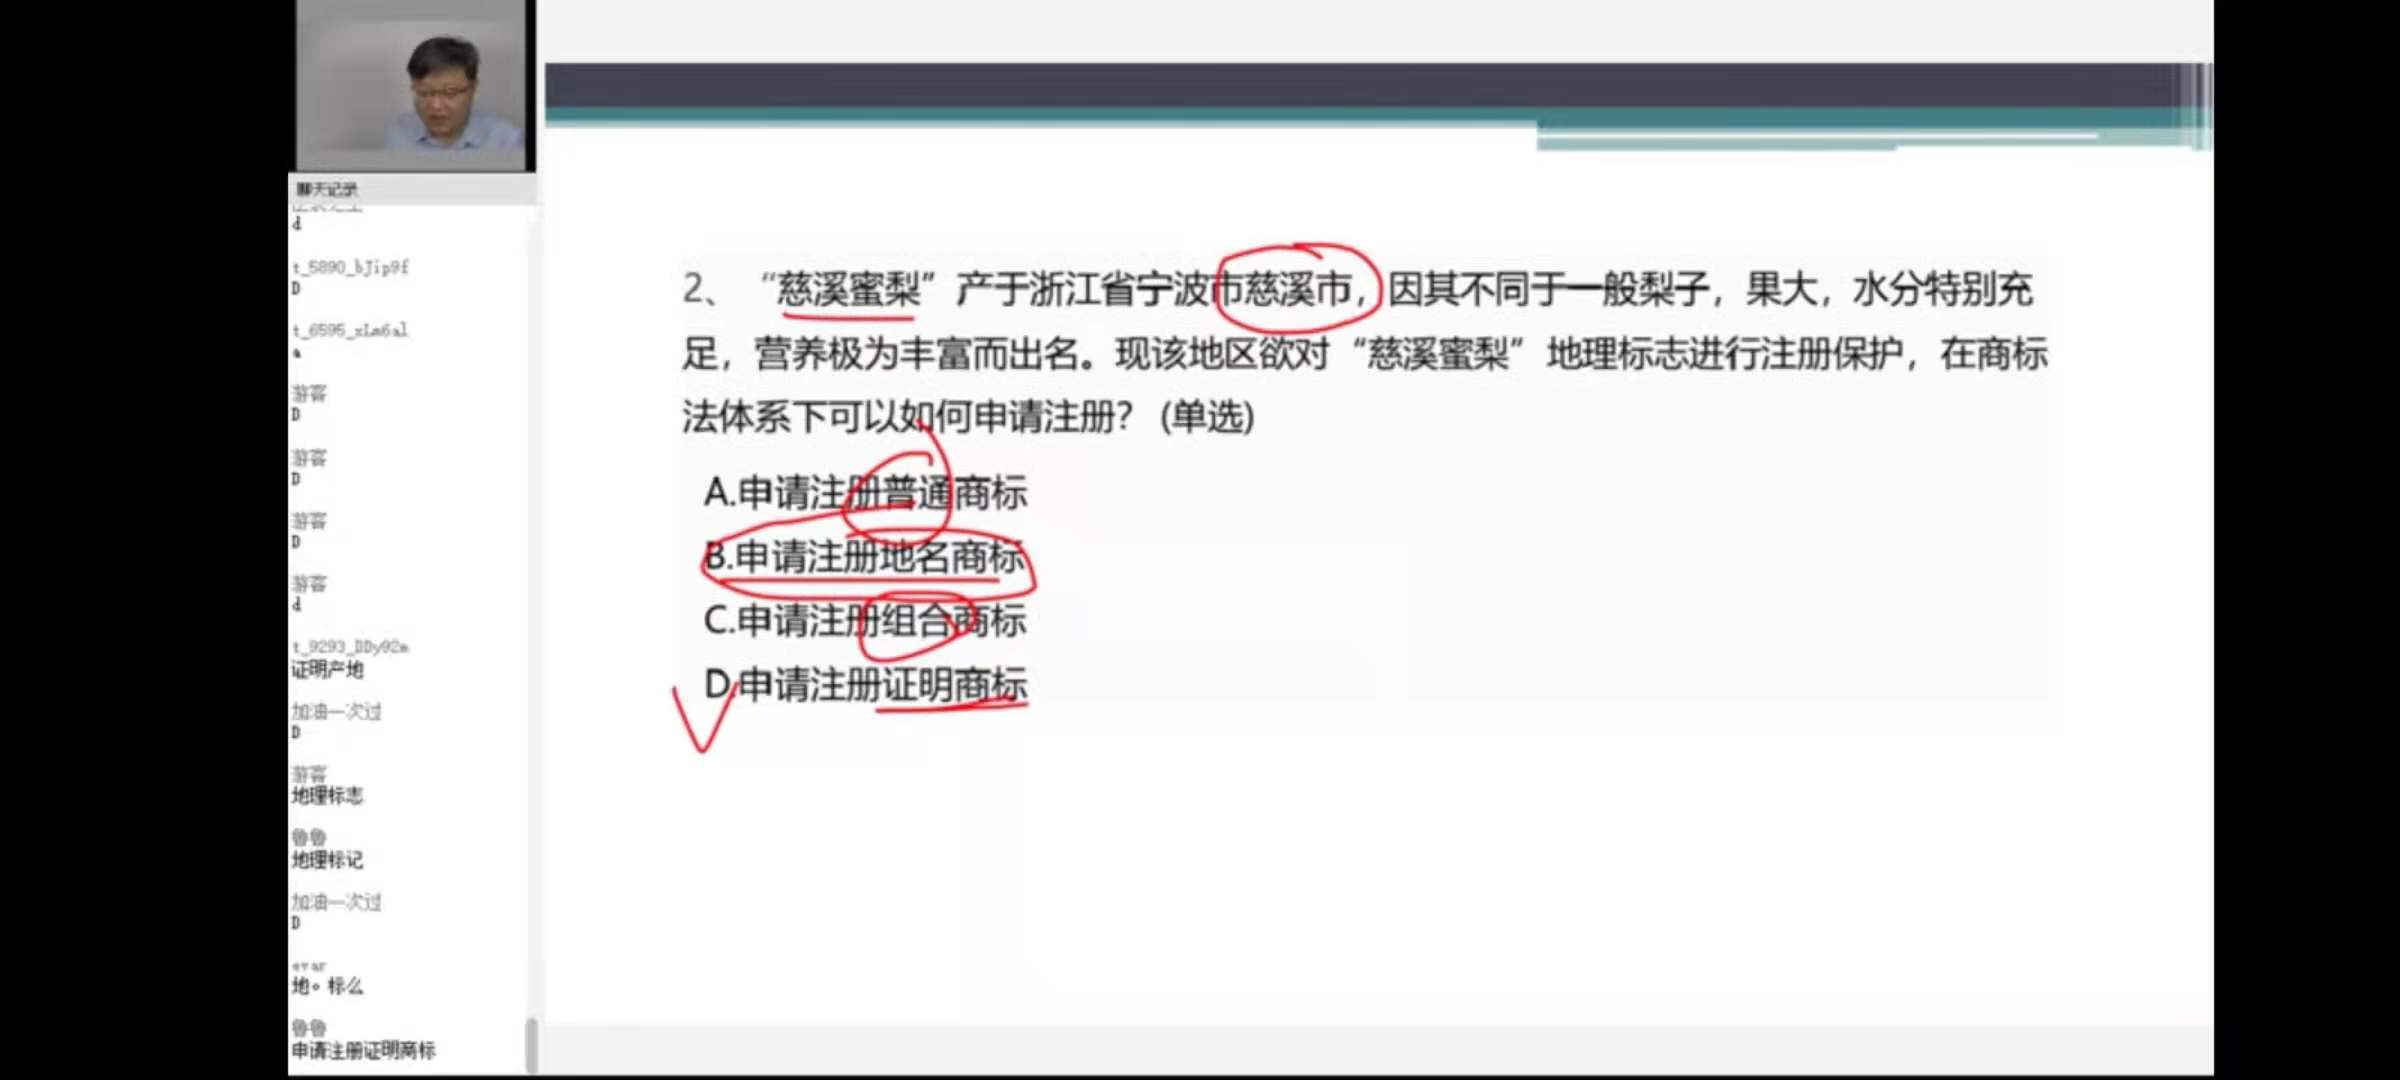 聊天记录
d
t_5890_bJip9f
D
t_6595_xLm6al
a
游客
D
游客
D
游客
D
游客
d
t_9293_DDy92m
证明产地
加油一次过
D
游客
地理标志
鲁鲁
地理标记
加油一次过
D
地。标么
鲁鲁
申请注册证明商标
2、“慈溪蜜梨”产于浙江省宁波市慈溪市，因其不同于一般梨子，果大，水分特别充
足，营养极为丰富而出名。现该地区欲对“慈溪蜜梨”地理标志进行注册保护，在商标
法体系下可以如何申请注册？(单选)
A.申请注册普通商标
B.申请注册地名商标
C.申请注册组合商标
D.申请注册证明商标